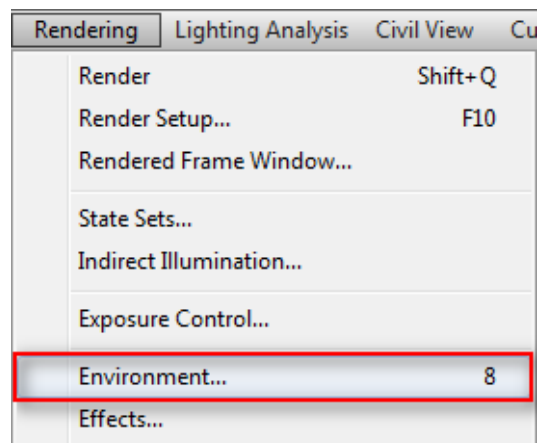 Rendering Lighting Analysis Civil View Cu
Render Shift+Q
Render Setup... F10
Rendered Frame Window...
State Sets...
Indirect Illumination...
Exposure Control...
Environment... 8
Effects...